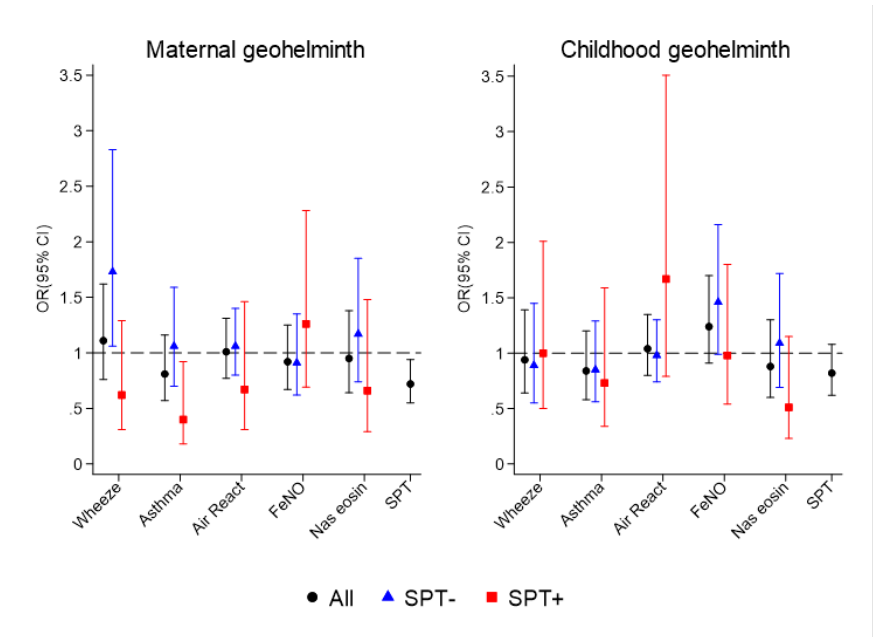 Maternal geohelminth
OR(95% CI)
3.5
3
2.5
2
1.5
1
.5
0
Wheeze
Asthma
Air React
FeNO
Nas eosin
SPT
Childhood geohelminth
OR(95% CI)
3.5
3
2.5
2
1.5
1
.5
0
Wheeze
Asthma
Air React
FeNO
Nas eosin
SPT
All SPT- SPT+